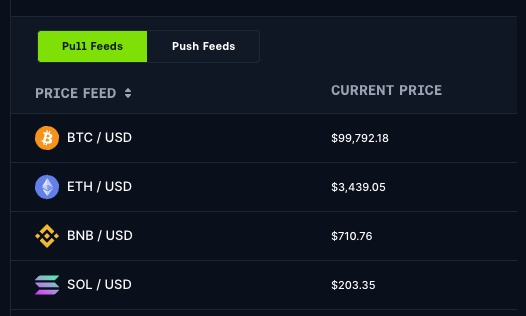 Pull Feeds Push Feeds
PRICE FEED CURRENT PRICE
BTC / USD $99,792.18
ETH / USD $3,439.05
BNB / USD $710.76
SOL / USD $203.35